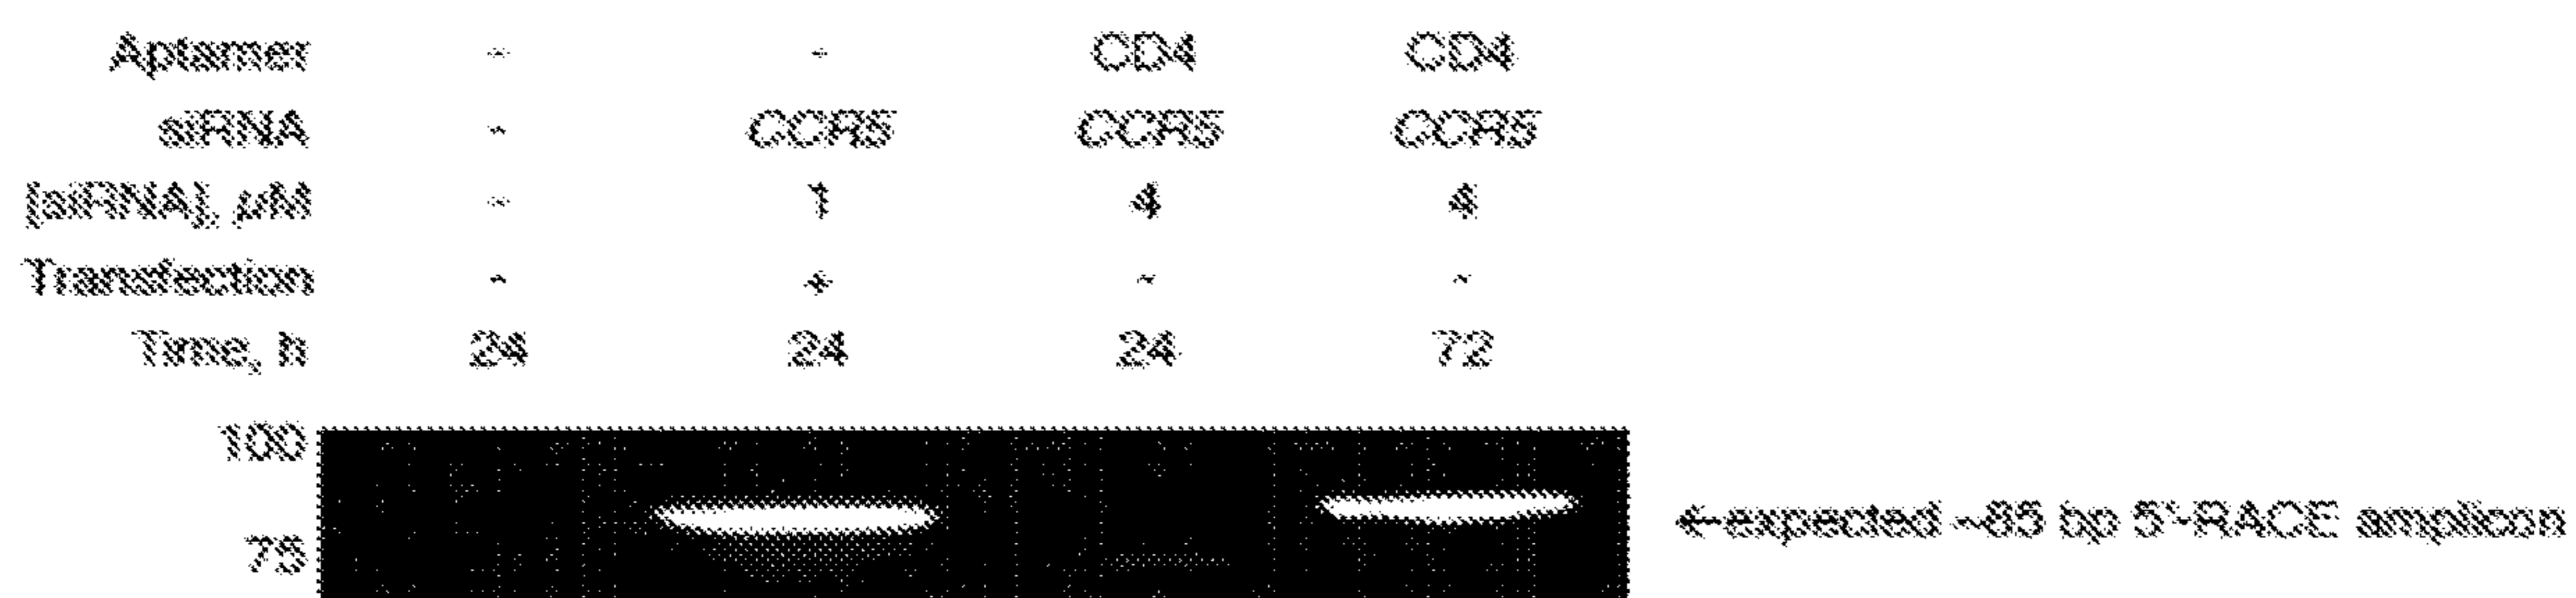 Aptamer - - CD4 CD4
siRNA - CCR5 CCR5 CCR5
[siRNA], μM - 1 4 4
Transfection - + - -
Time, h 24 24 24 72
100
75
←expected ~85 bp 5'-RACE amplicon